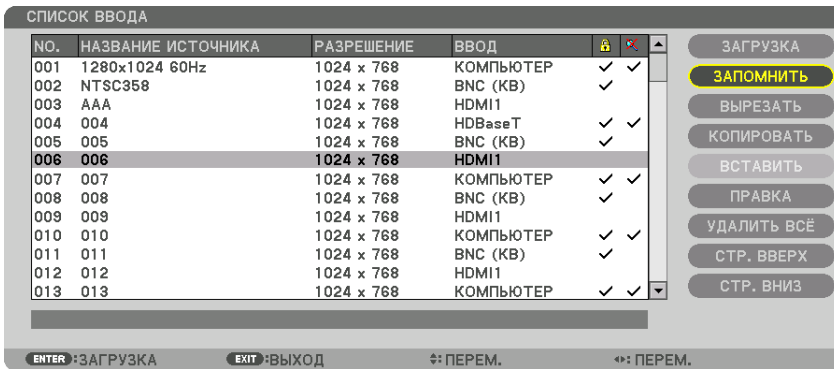 СПИСОК ВВОДА
NO. НАЗВАНИЕ ИСТОЧНИКА РАЗРЕШЕНИЕ ВВОД
001 1280x1024 60Hz 1024 x 768 КОМПЬЮТЕР ✓ ✓
002 NTSC358 1024 x 768 BNC (КВ) ✓
003 AAA 1024 x 768 HDMI1
004 004 1024 x 768 HDBaseT ✓ ✓
005 005 1024 x 768 BNC (КВ) ✓
006 006 1024 x 768 HDMI1
007 007 1024 x 768 КОМПЬЮТЕР ✓ ✓
008 008 1024 x 768 BNC (КВ) ✓
009 009 1024 x 768 HDMI1
010 010 1024 x 768 КОМПЬЮТЕР ✓ ✓
011 011 1024 x 768 BNC (КВ) ✓
012 012 1024 x 768 HDMI1
013 013 1024 x 768 КОМПЬЮТЕР ✓ ✓
ЗАГРУЗКА
ЗАПОМНИТЬ
ВЫРЕЗАТЬ
КОПИРОВАТЬ
ВСТАВИТЬ
ПРАВКА
УДАЛИТЬ ВСЁ
СТР. ВВЕРХ
СТР. ВНИЗ
ENTER :ЗАГРУЗКА EXIT :ВЫХОД :ПЕРЕМ. :ПЕРЕМ.